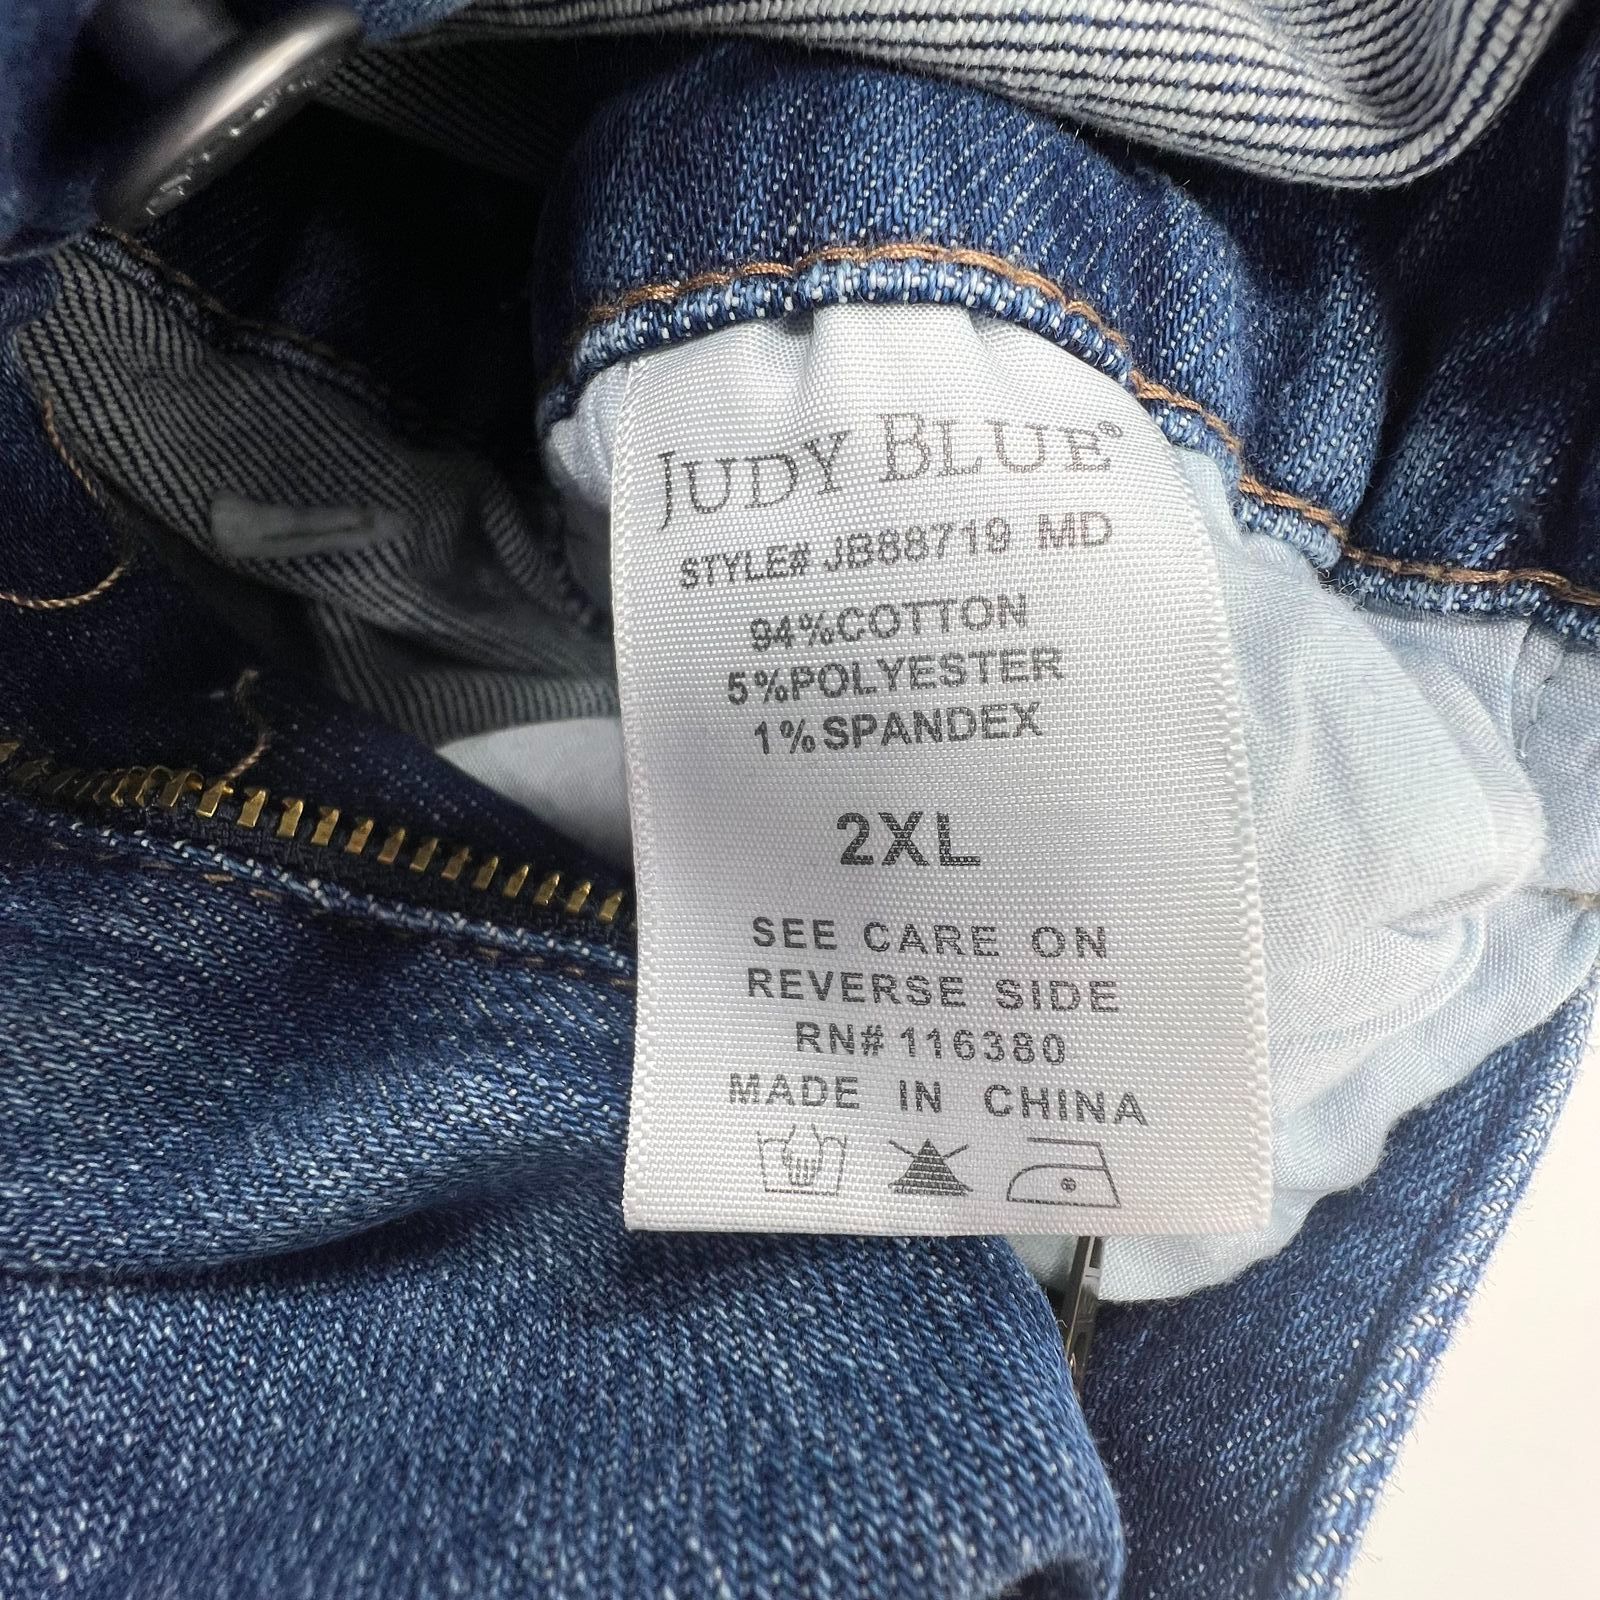 JUDY BLUE®
STYLE# JB88719 MD
94%COTTON
5%POLYESTER
1%SPANDEX
2XL
SEE CARE ON
REVERSE SIDE
RN# 116380
MADE IN CHINA